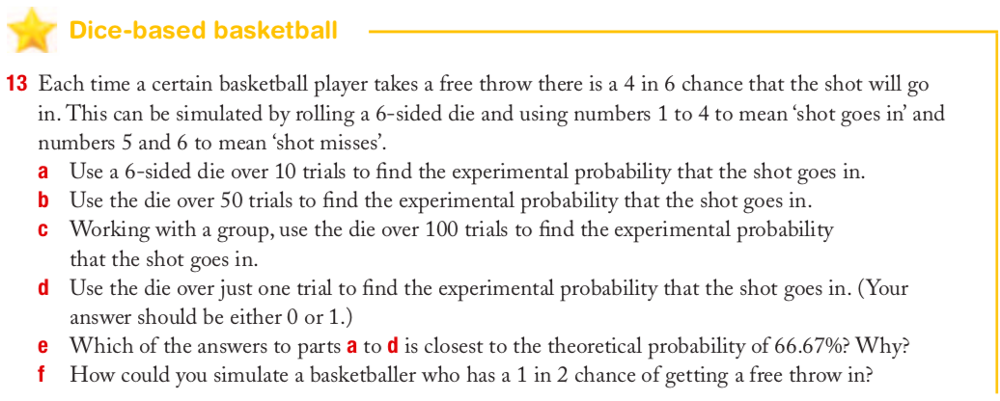 Dice-based basketball
13 Each time a certain basketball player takes a free throw there is a 4 in 6 chance that the shot will go
in. This can be simulated by rolling a 6-sided die and using numbers 1 to 4 to mean ‘shot goes in’ and
numbers 5 and 6 to mean ‘shot misses’.
a Use a 6-sided die over 10 trials to find the experimental probability that the shot goes in.
b Use the die over 50 trials to find the experimental probability that the shot goes in.
c Working with a group, use the die over 100 trials to find the experimental probability
that the shot goes in.
d Use the die over just one trial to find the experimental probability that the shot goes in. (Your
answer should be either 0 or 1.)
e Which of the answers to parts a to d is closest to the theoretical probability of 66.67%? Why?
f How could you simulate a basketballer who has a 1 in 2 chance of getting a free throw in?